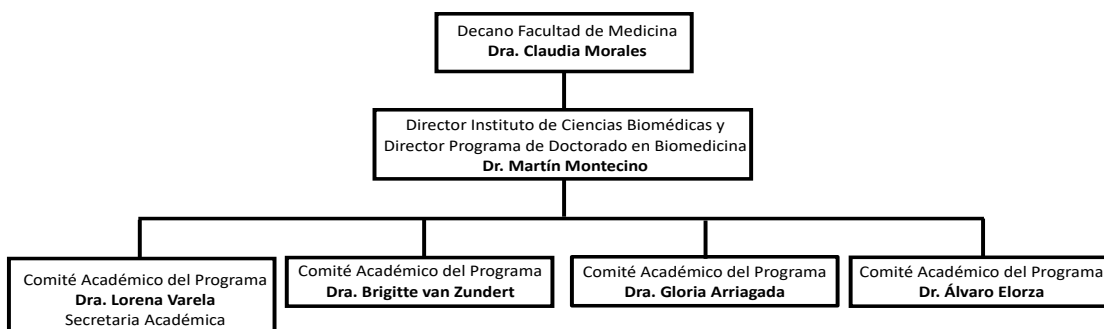 Decano Facultad de Medicina
Dra. Claudia Morales
Director Instituto de Ciencias Biomédicas y
Director Programa de Doctorado en Biomedicina
Dr. Martín Montecino
Comité Académico del Programa
Dra. Lorena Varela
Secretaria Académica
Comité Académico del Programa
Dra. Brigitte van Zundert
Comité Académico del Programa
Dra. Gloria Arriagada
Comité Académico del Programa
Dr. Álvaro Elorza